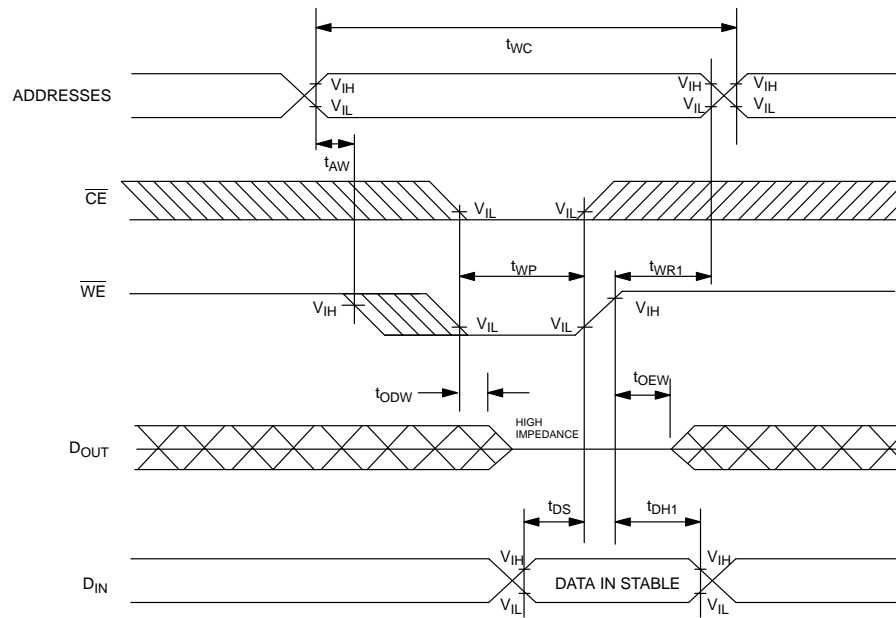 tWC
ADDRESSES
VIH VIH VIH
VIL VIL VIL
tAW
CE
VIL VIL
tWP tWR1
WE
VIH VIL VIL VIH
tODW tOEW
HIGH
IMPEDANCE
DOUT
tDS tDH1
VIH VIH
DIN DATA IN STABLE
VIL VIL